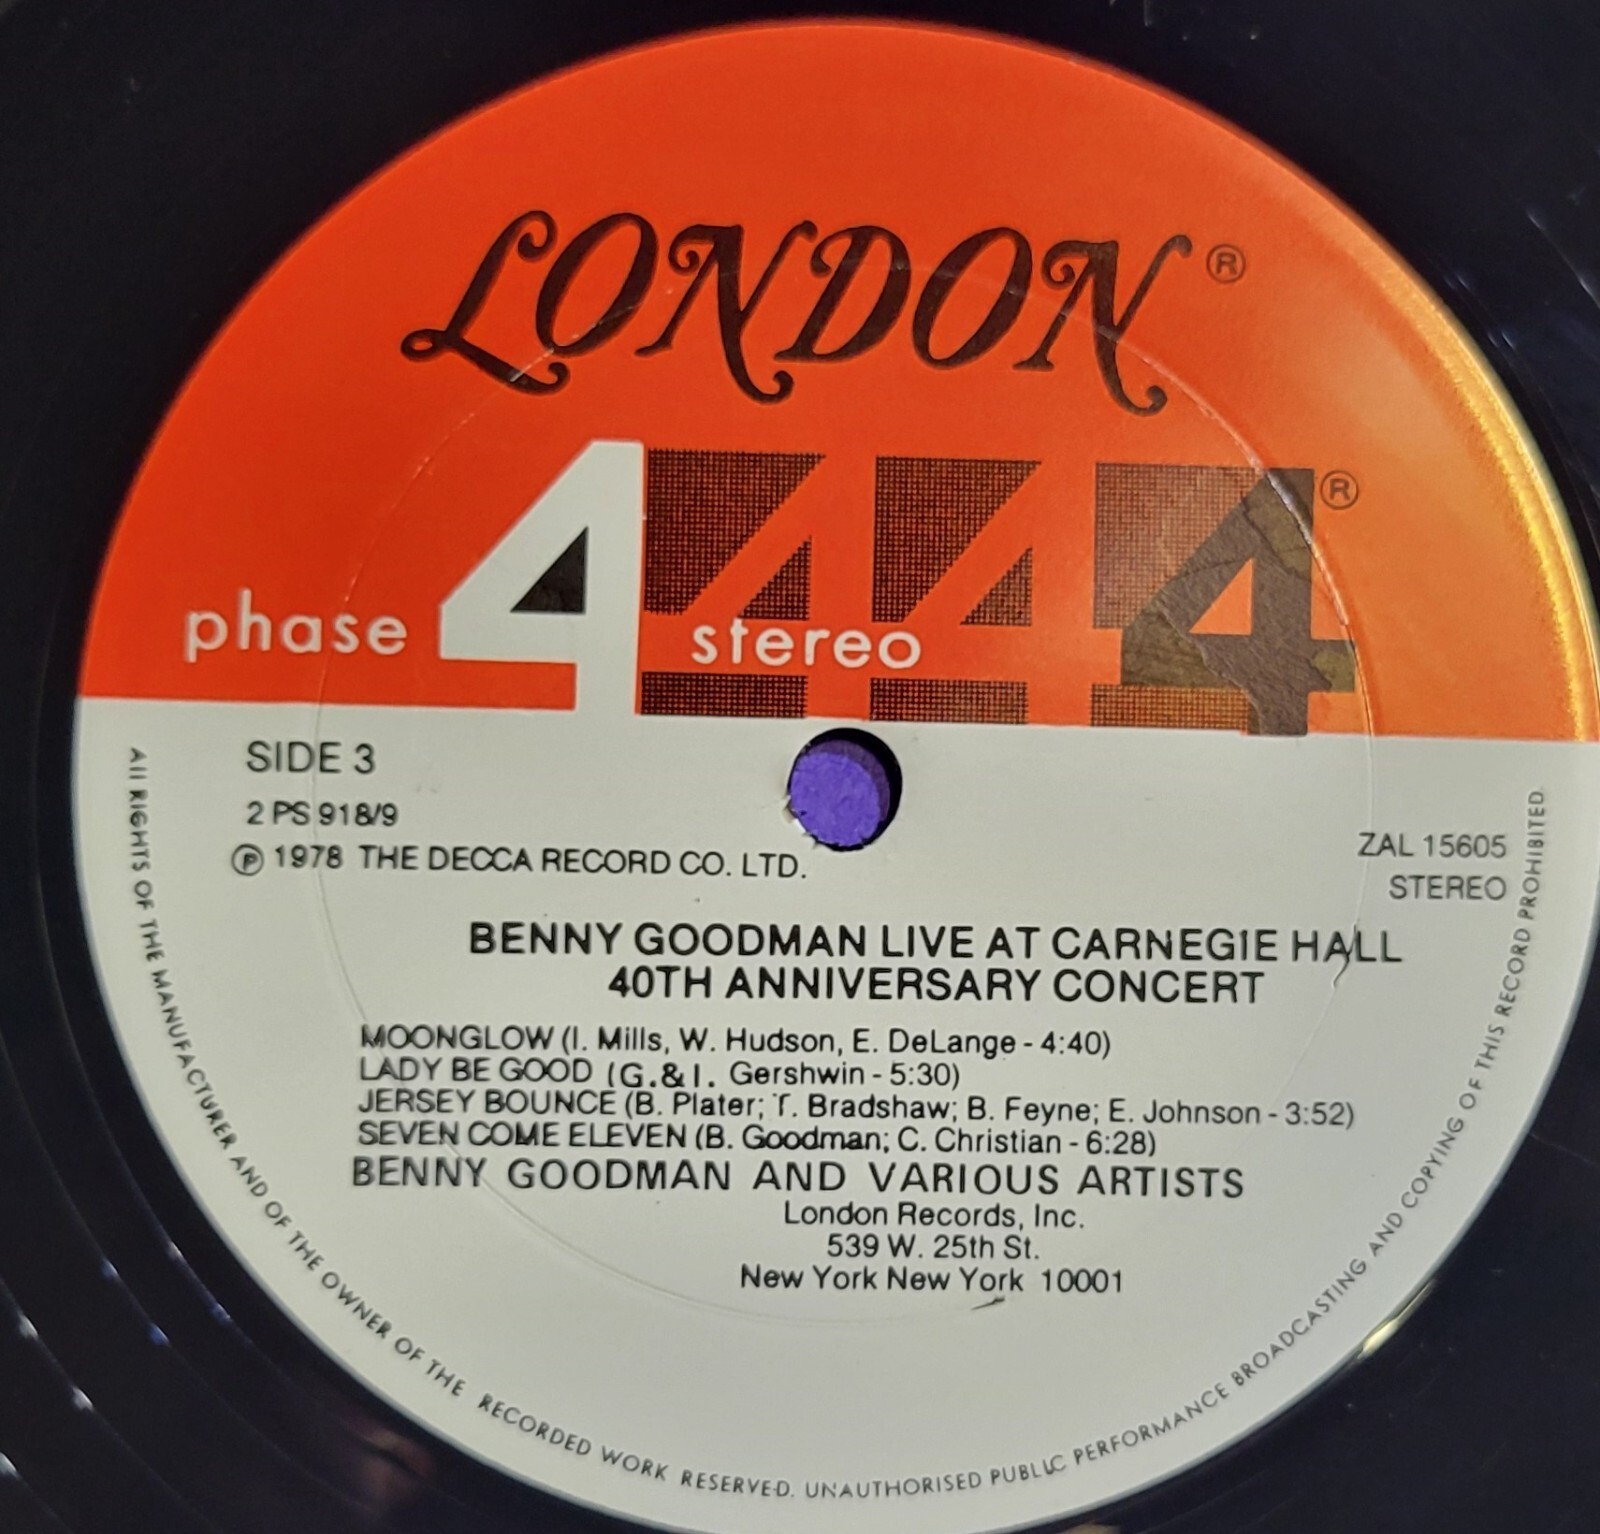 LONDON®
phase 4 stereo 444®
SIDE 3
2 PS 918/9
Ⓟ 1978 THE DECCA RECORD CO. LTD.
ZAL 15605
STEREO
BENNY GOODMAN LIVE AT CARNEGIE HALL
40TH ANNIVERSARY CONCERT
MOONGLOW (I. Mills, W. Hudson, E. DeLange - 4:40)
LADY BE GOOD (G.& I. Gershwin - 5:30)
JERSEY BOUNCE (B. Plater; T. Bradshaw; B. Feyne; E. Johnson - 3:52)
SEVEN COME ELEVEN (B. Goodman; C. Christian - 6:28)
BENNY GOODMAN AND VARIOUS ARTISTS
London Records, Inc.
539 W. 25th St.
New York New York 10001
All RIGHTS OF THE MANUFACTURER AND OF THE OWNER OF THE RECORDED WORK RESERVED. UNAUTHORISED PUBLIC PERFORMANCE BROADCASTING AND COPYING OF THIS RECORD PROHIBITED.